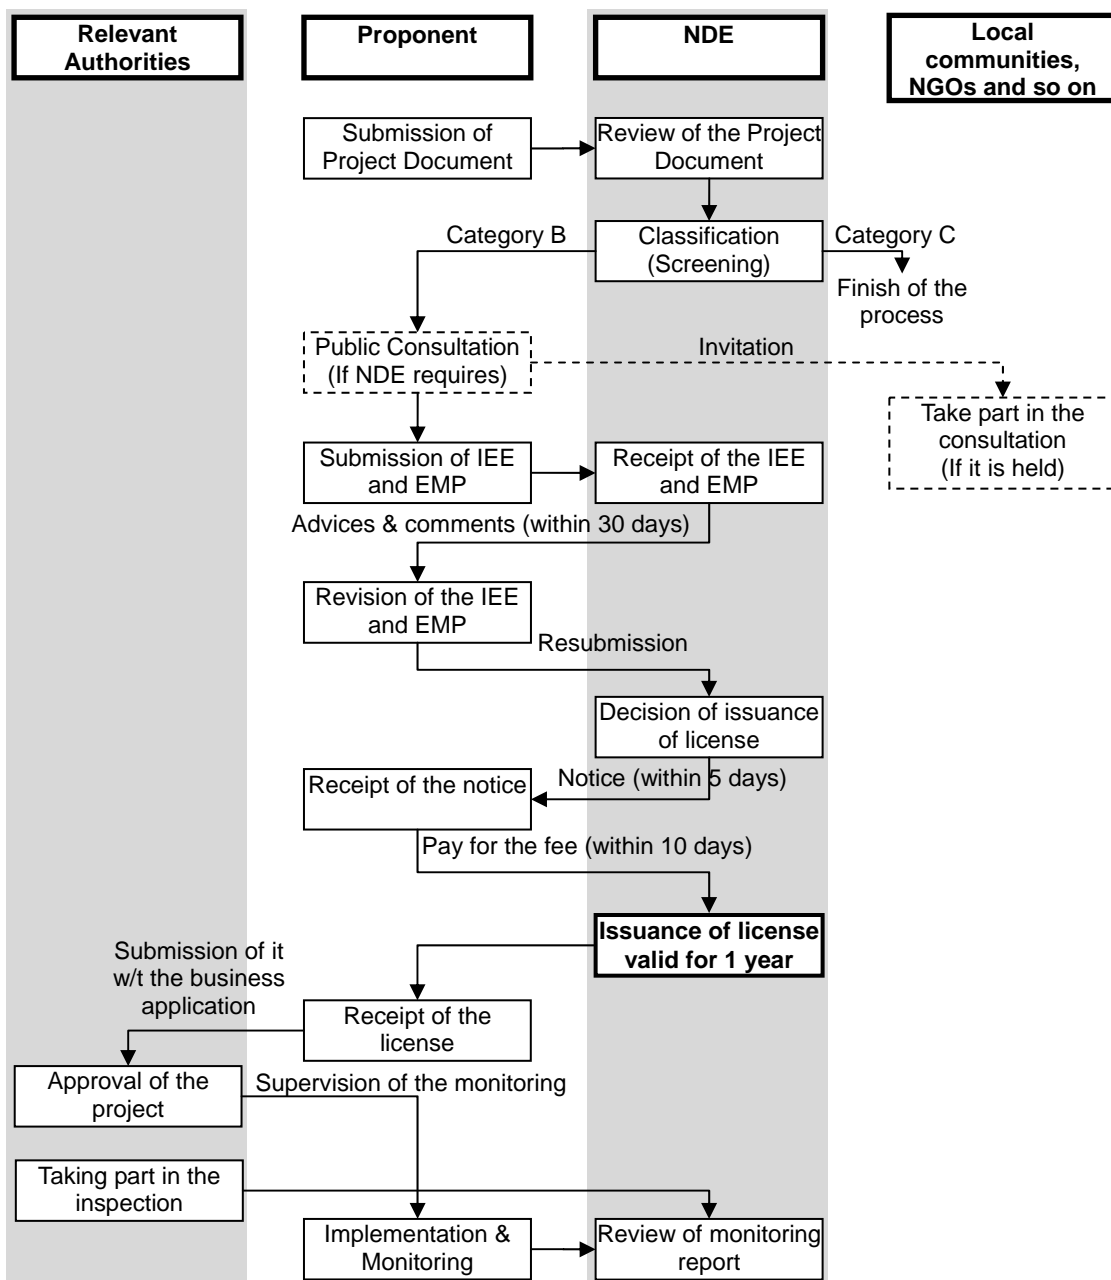 Relevant
Authorities
Proponent
NDE
Local
communities,
NGOs and so on
Submission of
Project Document
Review of the Project
Document
Category B
Classification
(Screening)
Category C
Finish of the
process
Public Consultation
(If NDE requires)
Invitation
Take part in the
consultation
(If it is held)
Submission of IEE
and EMP
Receipt of the IEE
and EMP
Advices & comments (within 30 days)
Revision of the IEE
and EMP
Resubmission
Decision of issuance
of license
Notice (within 5 days)
Receipt of the notice
Pay for the fee (within 10 days)
Issuance of license
valid for 1 year
Submission of it
w/t the business
application
Receipt of the
license
Approval of the
project
Supervision of the monitoring
Taking part in the
inspection
Implementation &
Monitoring
Review of monitoring
report